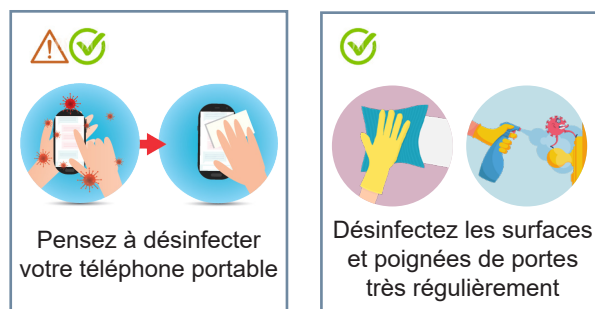 Pensez à désinfecter
votre téléphone portable
Désinfectez les surfaces
et poignées de portes
très régulièrement